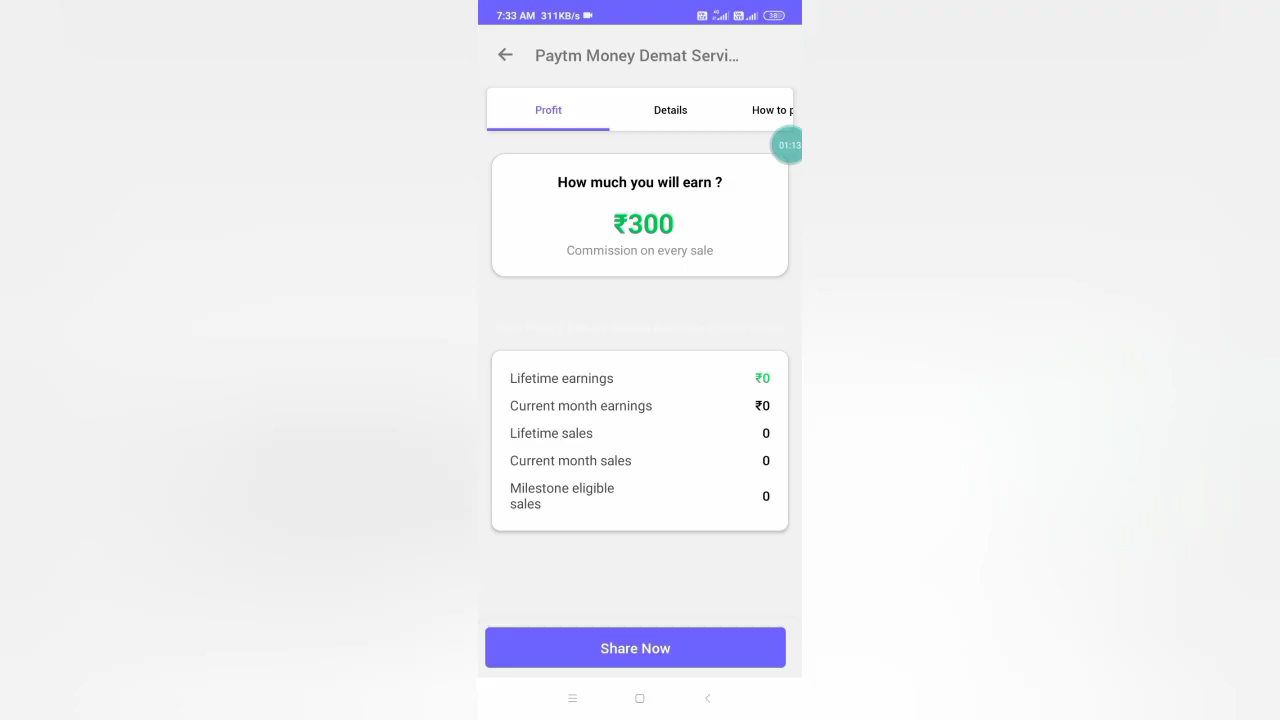 7:33 AM 311KB/s
4G
38
Paytm Money Demat Servi...
Profit
Details
How to p
01:13
How much you will earn ?
₹300
Commission on every sale
Lifetime earnings
₹0
Current month earnings
₹0
Lifetime sales
0
Current month sales
0
Milestone eligible
sales
0
Share Now